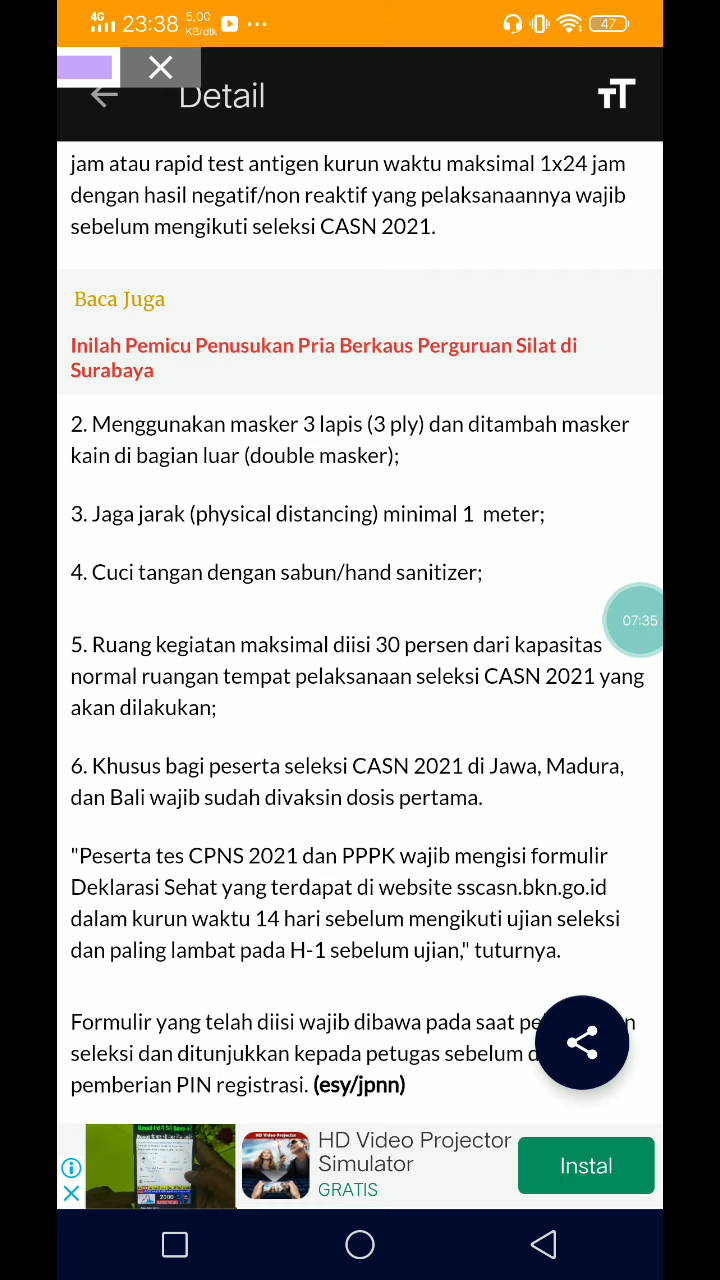 4G 23:38 5.00 KB/dtk ... 47
Detail
jam atau rapid test antigen kurun waktu maksimal 1x24 jam
dengan hasil negatif/non reaktif yang pelaksanaannya wajib
sebelum mengikuti seleksi CASN 2021.
Baca Juga
Inilah Pemicu Penusukan Pria Berkaus Perguruan Silat di
Surabaya
2. Menggunakan masker 3 lapis (3 ply) dan ditambah masker
kain di bagian luar (double masker);
3. Jaga jarak (physical distancing) minimal 1 meter;
4. Cuci tangan dengan sabun/hand sanitizer;
07:35
5. Ruang kegiatan maksimal diisi 30 persen dari kapasitas
normal ruangan tempat pelaksanaan seleksi CASN 2021 yang
akan dilakukan;
6. Khusus bagi peserta seleksi CASN 2021 di Jawa, Madura,
dan Bali wajib sudah divaksin dosis pertama.
"Peserta tes CPNS 2021 dan PPPK wajib mengisi formulir
Deklarasi Sehat yang terdapat di website sscasn.bkn.go.id
dalam kurun waktu 14 hari sebelum mengikuti ujian seleksi
dan paling lambat pada H-1 sebelum ujian," tuturnya.
Formulir yang telah diisi wajib dibawa pada saat
seleksi dan ditunjukkan kepada petugas sebelum
pemberian PIN registrasi. (esy/jpnn)
HD Video Projector
Simulator
GRATIS
Instal